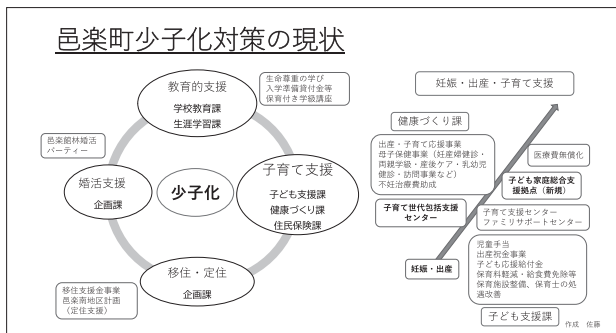 邑楽町少子化対策の現状
教育的支援
学校教育課
生涯学習課
生命尊重の学び
入学準備貸付金等
保育付き学級講座
邑楽館林婚活
パーティー
婚活支援
企画課
少子化
子育て支援
子ども支援課
健康づくり課
住民保険課
移住・定住
企画課
移住支援金事業
邑楽南地区計画
(定住支援)
妊娠・出産・子育て支援
健康づくり課
出産・子育て応援事業
母子保健事業(妊産婦健診・
両親学級・産後ケア・乳幼児
健診・訪問事業など)
不妊治療費助成
医療費無償化
子ども家庭総合支
援拠点(新規)
子育て世代包括支援
センター
子育て支援センター
ファミリサポートセンター
妊娠・出産
児童手当
出産祝金事業
子ども応援給付金
保育料軽減・給食費免除等
保育施設整備、保育士の処
遇改善
子ども支援課
作成 佐藤